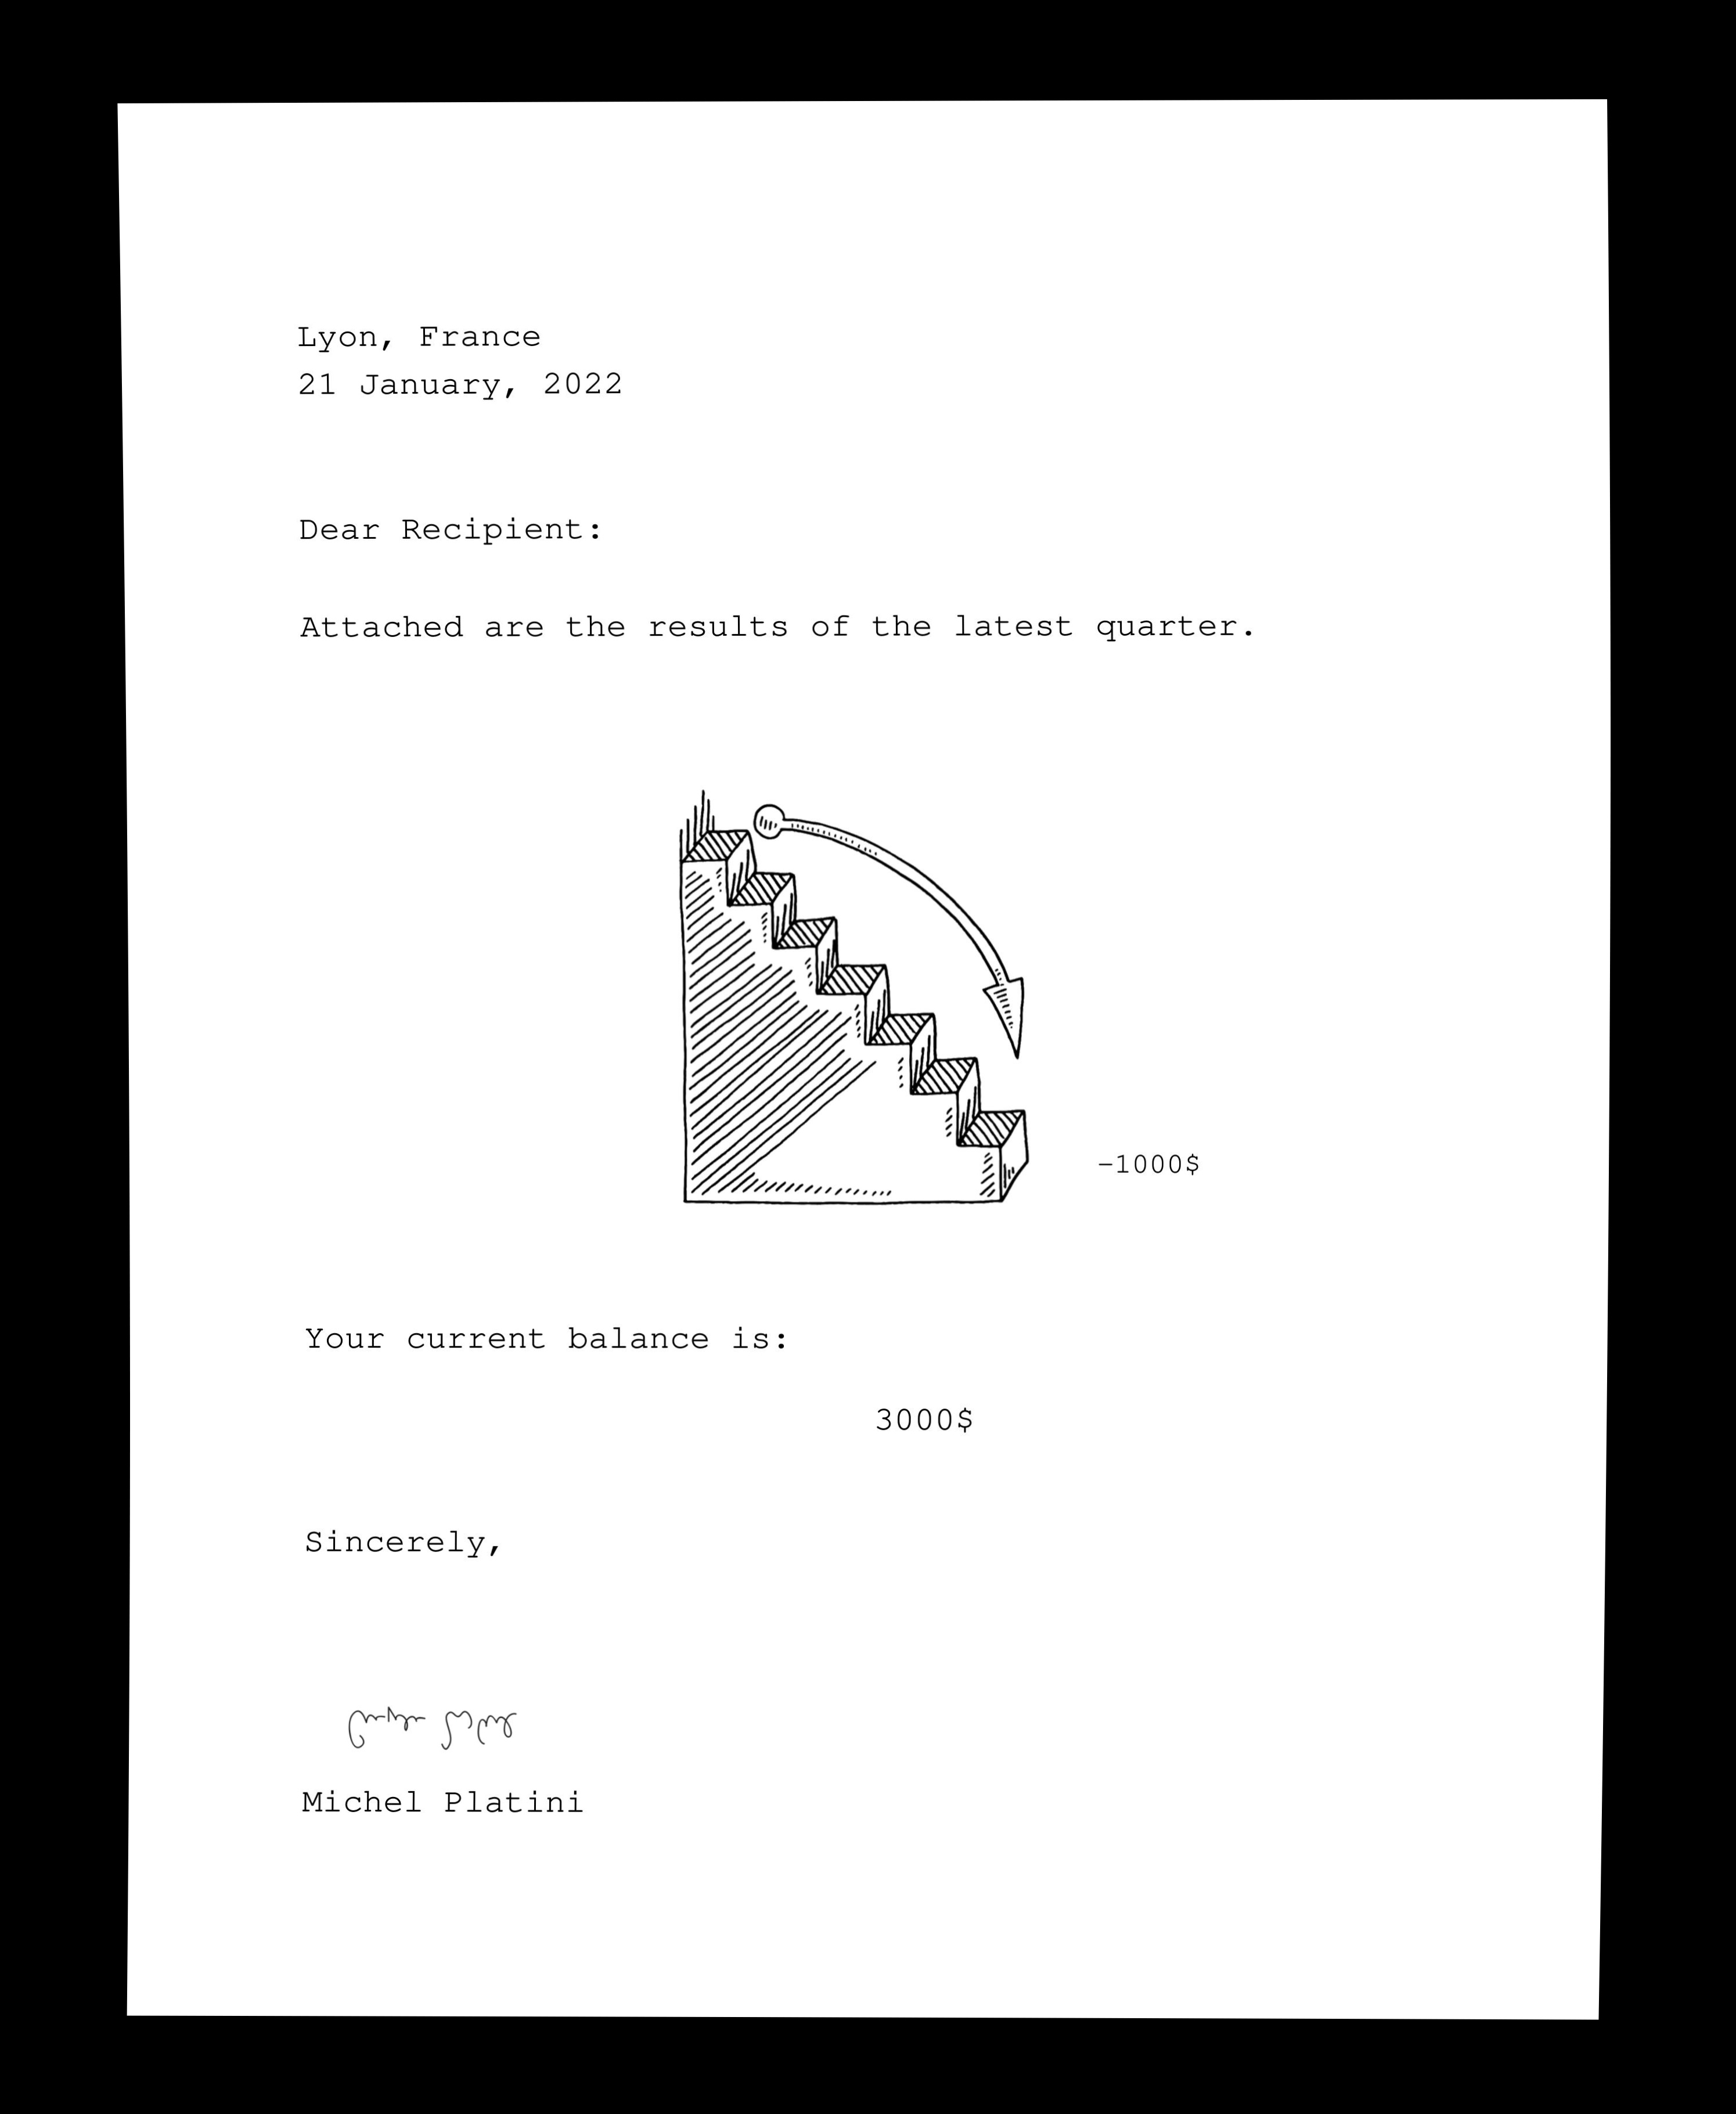 Lyon, France
21 January, 2022
Dear Recipient:
Attached are the results of the latest quarter.
-1000$
Your current balance is:
3000$
Sincerely,
Michel Platini